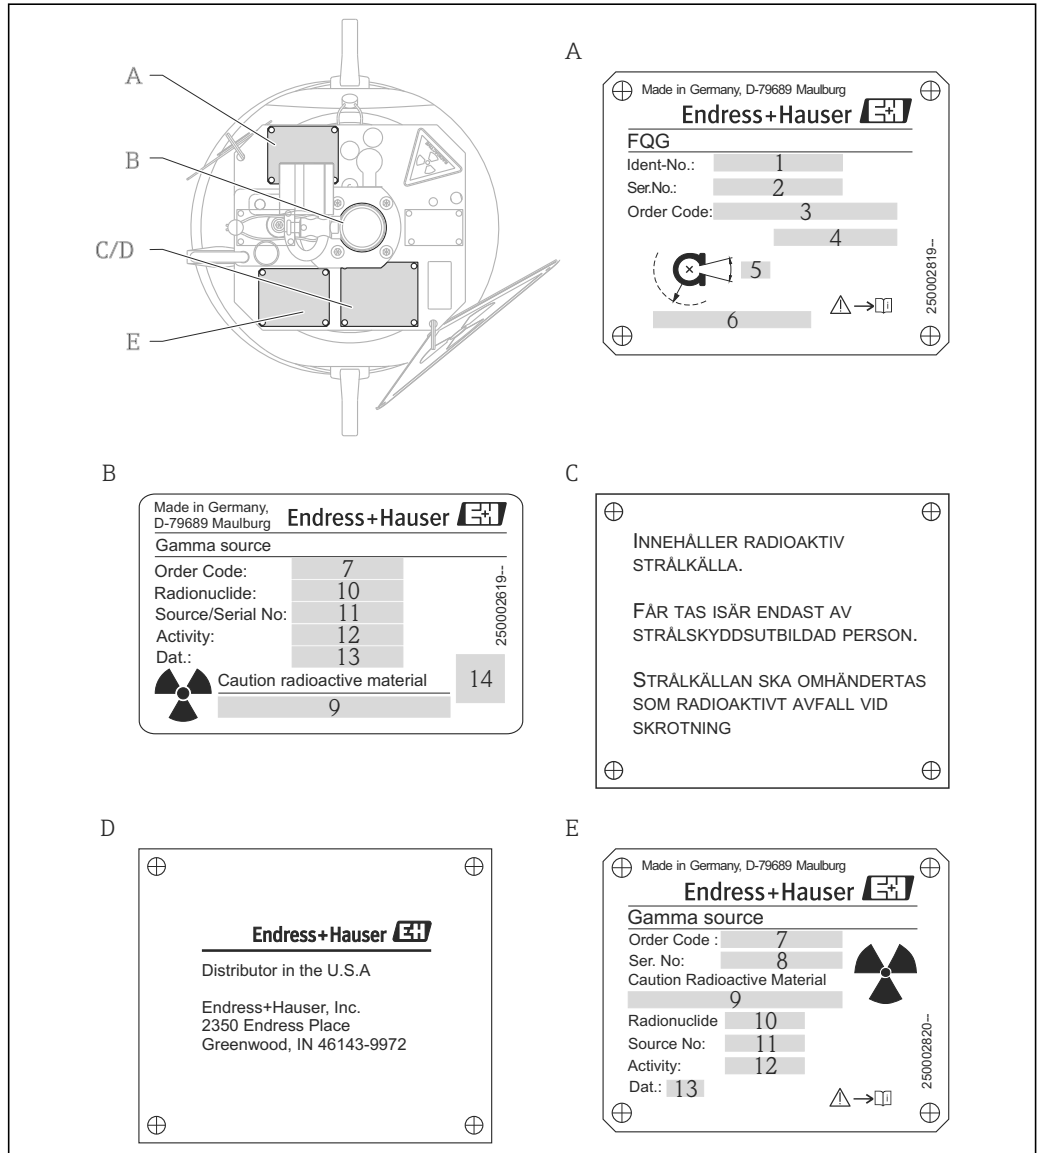 A
B
C/D
E
A
Made in Germany, D-79689 Maulburg
Endress+Hauser EH
FQG
Ident-No.: 1
Ser.No.: 2
Order Code: 3
4
5
6
250002819--
B
Made in Germany,
D-79689 Maulburg
Endress+Hauser EH
Gamma source
Order Code: 7
Radionuclide: 10
Source/Serial No: 11
Activity: 12
Dat.: 13
Caution radioactive material
9
14
250002619--
C
INNEHÅLLER RADIOAKTIV
STRÅLKÄLLA.
FÅR TAS ISÄR ENDAST AV
STRÅLSKYDDSUTBILDAD PERSON.
STRÅLKÄLLAN SKA OMHÄNDERTAS
SOM RADIOAKTIVT AVFALL VID
SKROTNING
D
Endress+Hauser EH
Distributor in the U.S.A
Endress+Hauser, Inc.
2350 Endress Place
Greenwood, IN 46143-9972
E
Made in Germany, D-79689 Maulburg
Endress+Hauser EH
Gamma source
Order Code : 7
Ser. No: 8
Caution Radioactive Material
9
Radionuclide 10
Source No: 11
Activity: 12
Dat.: 13
250002820--